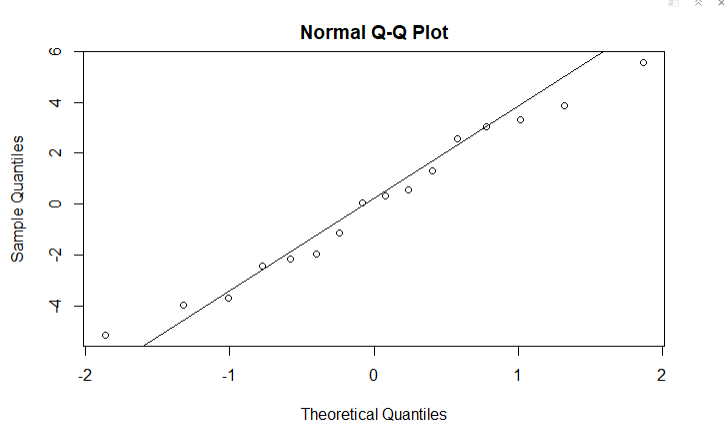 Normal Q-Q Plot
Sample Quantiles
6
4
2
0
-2
-4
-2 -1 0 1 2
Theoretical Quantiles